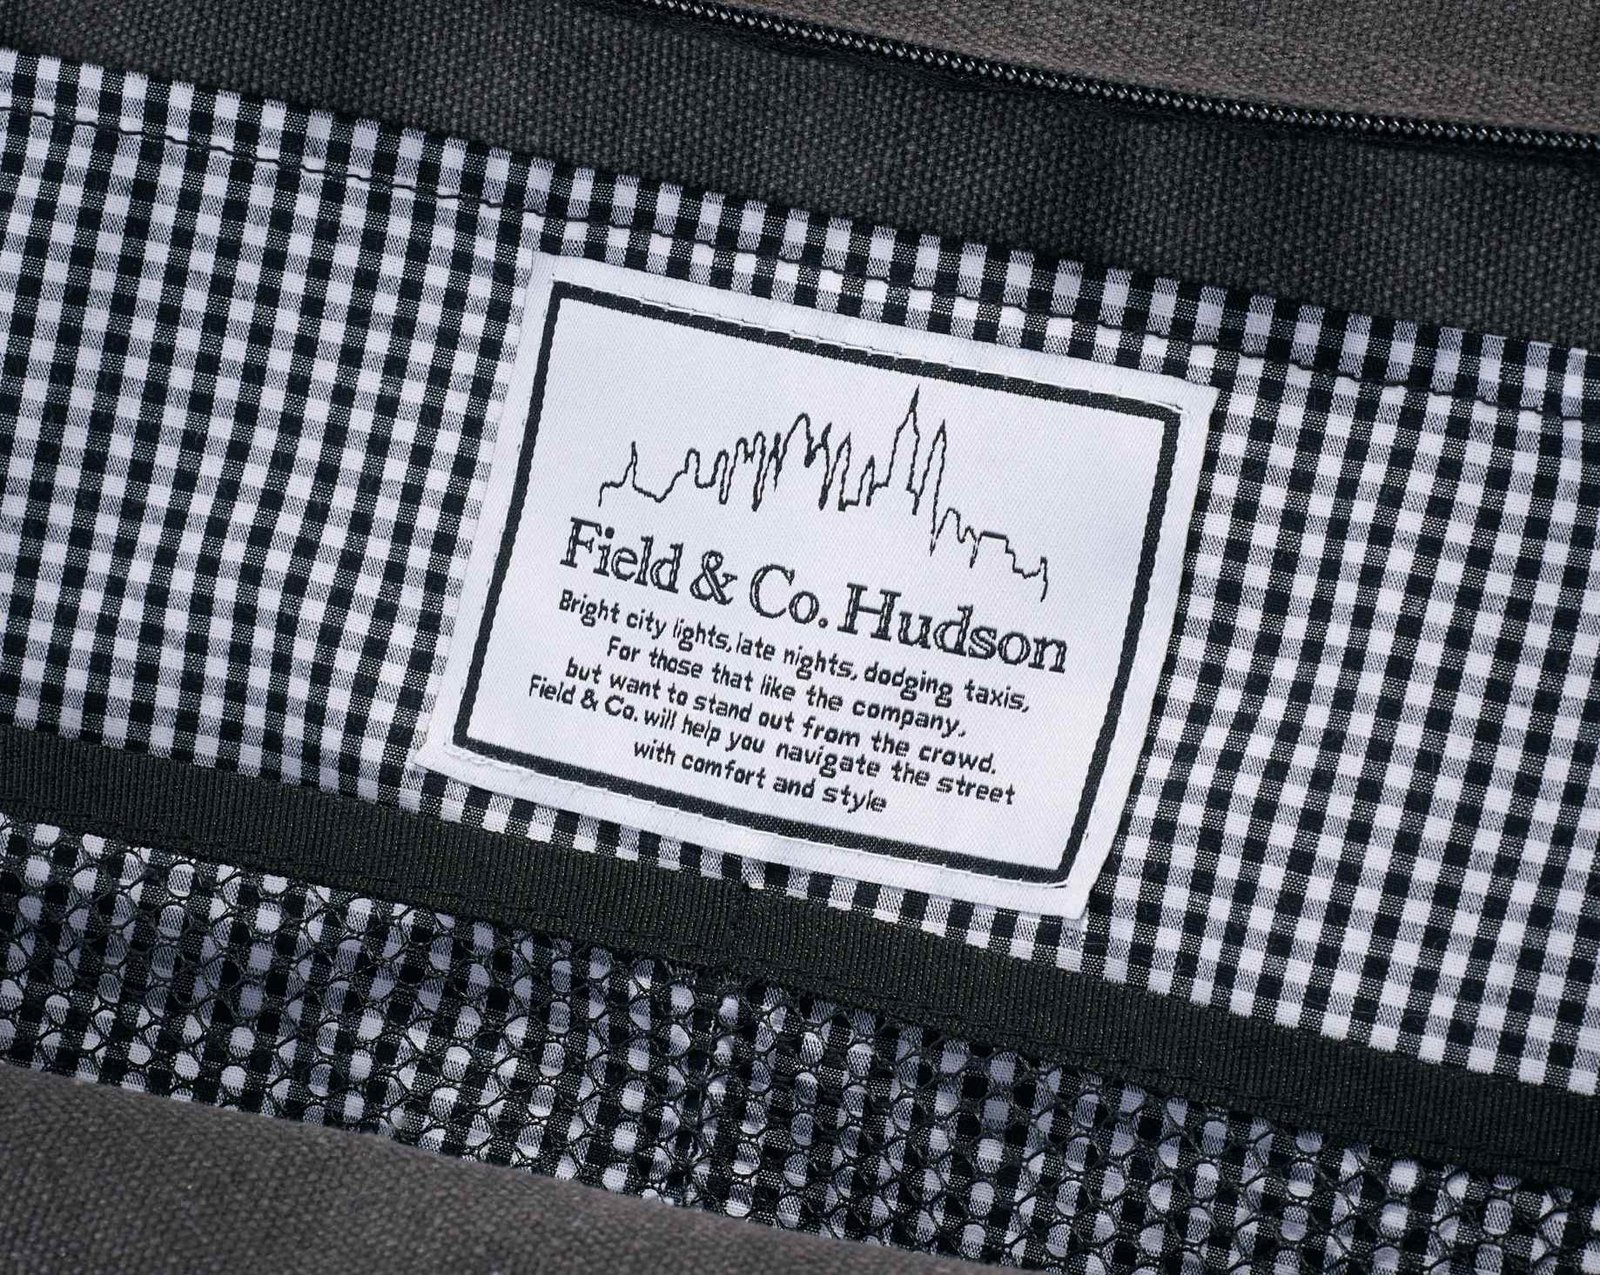 Field & Co. Hudson
Bright city lights, late nights, dodging taxis,
For those that like the company,
but want to stand out from the crowd.
Field & Co. will help you navigate the street
with comfort and style